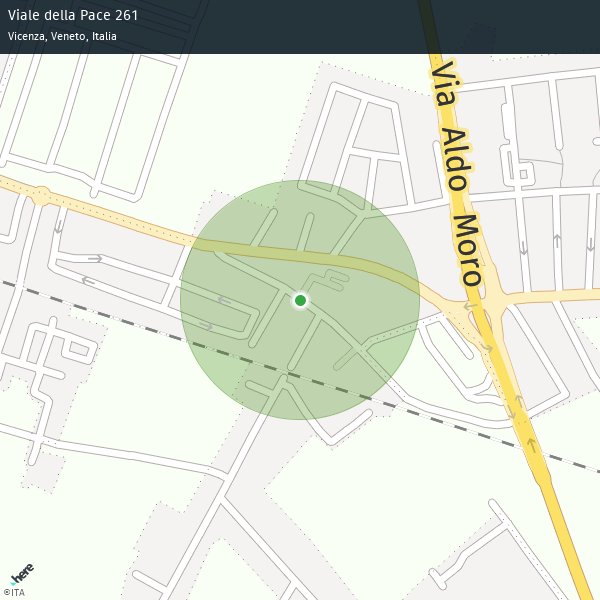 Viale della Pace 261
Vicenza, Veneto, Italia
Via Aldo Moro
here
©ITA